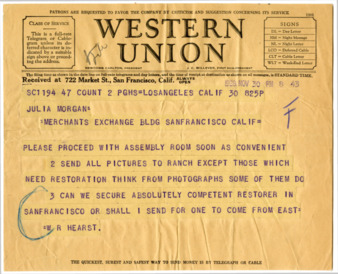 PATRONS ARE REQUESTED TO FAVOR THE COMPANY BY CRITICISM AND SUGGESTION CONCERNING ITS SERVICE
CLASS OF SERVICE
This is a full-rate Telegram or Cablegram unless its deferred character is indicated by a suitable sign above or preceding the address.
WESTERN
UNION
SIGNS
DL = Day Letter
NM = Night Message
NL = Night Letter
LCO = Deferred Cable
CLT = Cable Letter
WLT = Week-End Letter
Received at 722 Market St., San Francisco, Calif. ALWAYS OPEN
SC1194 47 COUNT 2 PGHS=LOSANGELES CALIF 30 825P
NOV 30 PM
JULIA MORGAN=
MERCHANTS EXCHANGE BLDG SANFRANCISCO CALIF=
PLEASE PROCEED WITH ASSEMBLY ROOM SOON AS CONVENIENT
2 SEND ALL PICTURES TO RANCH EXCEPT THOSE WHICH
NEED RESTORATION THINK FROM PHOTOGRAPHS SOME OF THEM DO
3 CAN WE SECURE ABSOLUTELY COMPETENT RESTORER IN
SANFRANCISCO OR SHALL I SEND FOR ONE TO COME FROM EAST=
W R HEARST.
THE QUICKEST, SUREST AND SAFEST WAY TO SEND MONEY IS BY TELEGRAPH OR CABLE